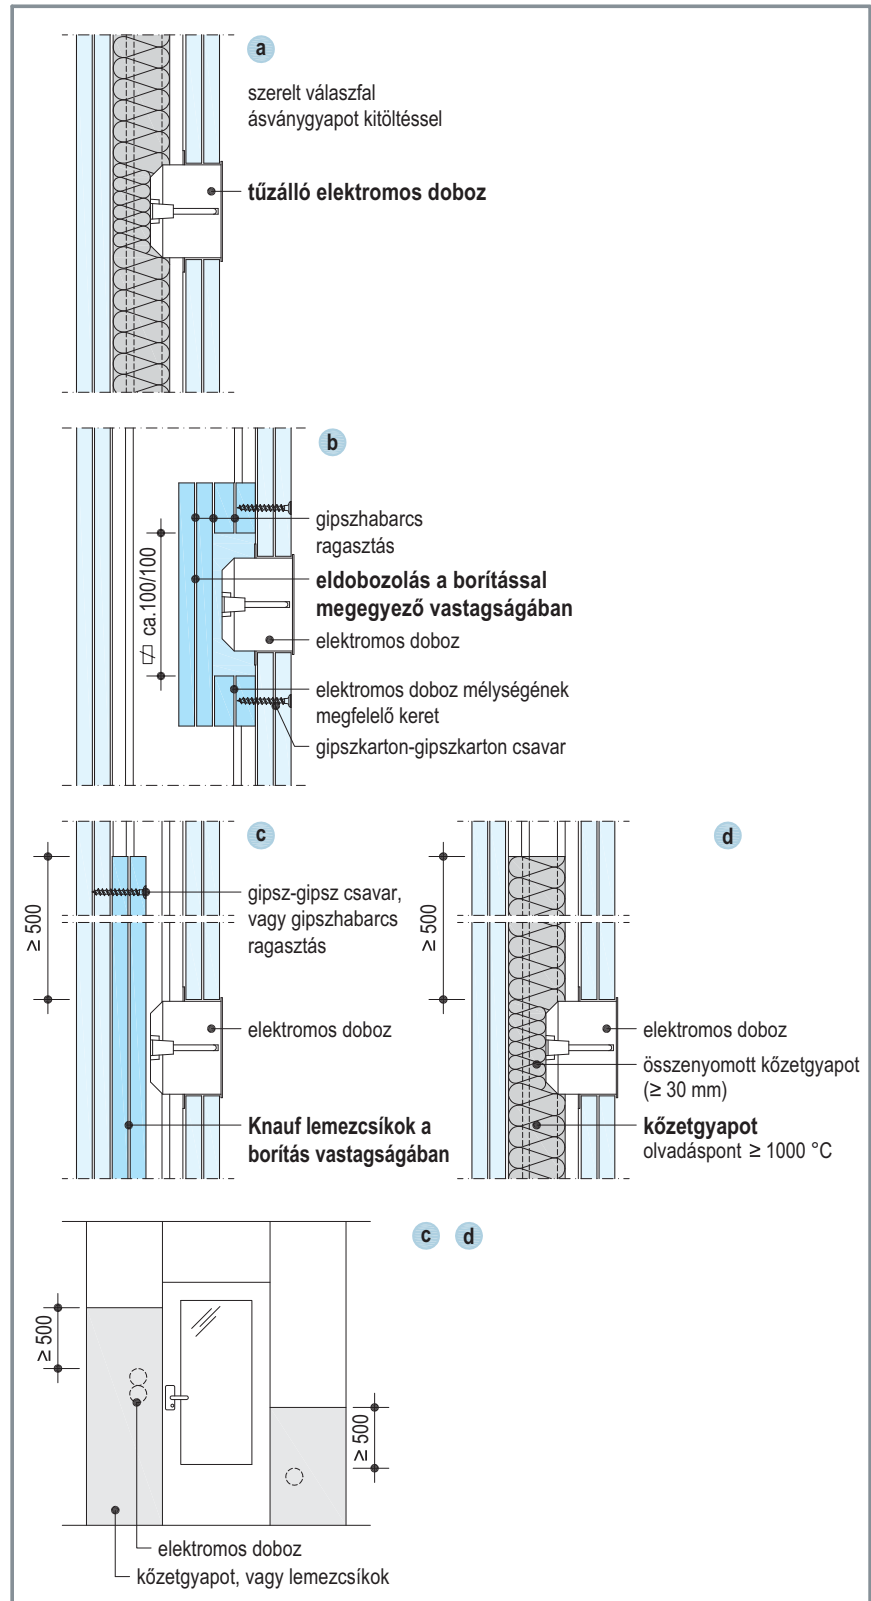 a
szerelt válaszfal
ásványgyapot kitöltéssel
tűzálló elektromos doboz
b
gipszhabarcs
ragasztás
eldobozolás a borítással
megegyező vastagságában
elektromos doboz
elektromos doboz mélységének
megfelelő keret
gipszkarton-gipszkarton csavar
ca.100/100
c
gipsz-gipsz csavar,
vagy gipszhabarcs
ragasztás
≥ 500
elektromos doboz
Knauf lemezcsíkok a
borítás vastagságában
d
≥ 500
elektromos doboz
összenyomott kőzetgyapot
(≥ 30 mm)
kőzetgyapot
olvadáspont ≥ 1000 °C
c d
≥ 500
≥ 500
elektromos doboz
kőzetgyapot, vagy lemezcsíkok